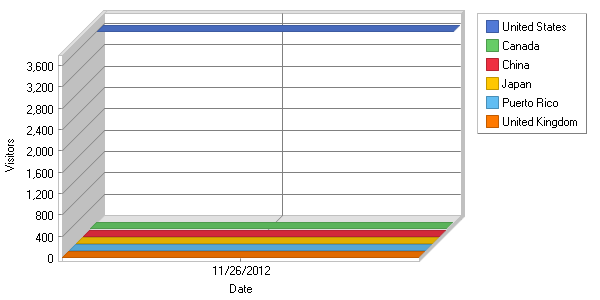 United States
Canada
China
Japan
Puerto Rico
United Kingdom
Visitors
3,600
3,200
2,800
2,400
2,000
1,600
1,200
800
400
0
11/26/2012
Date